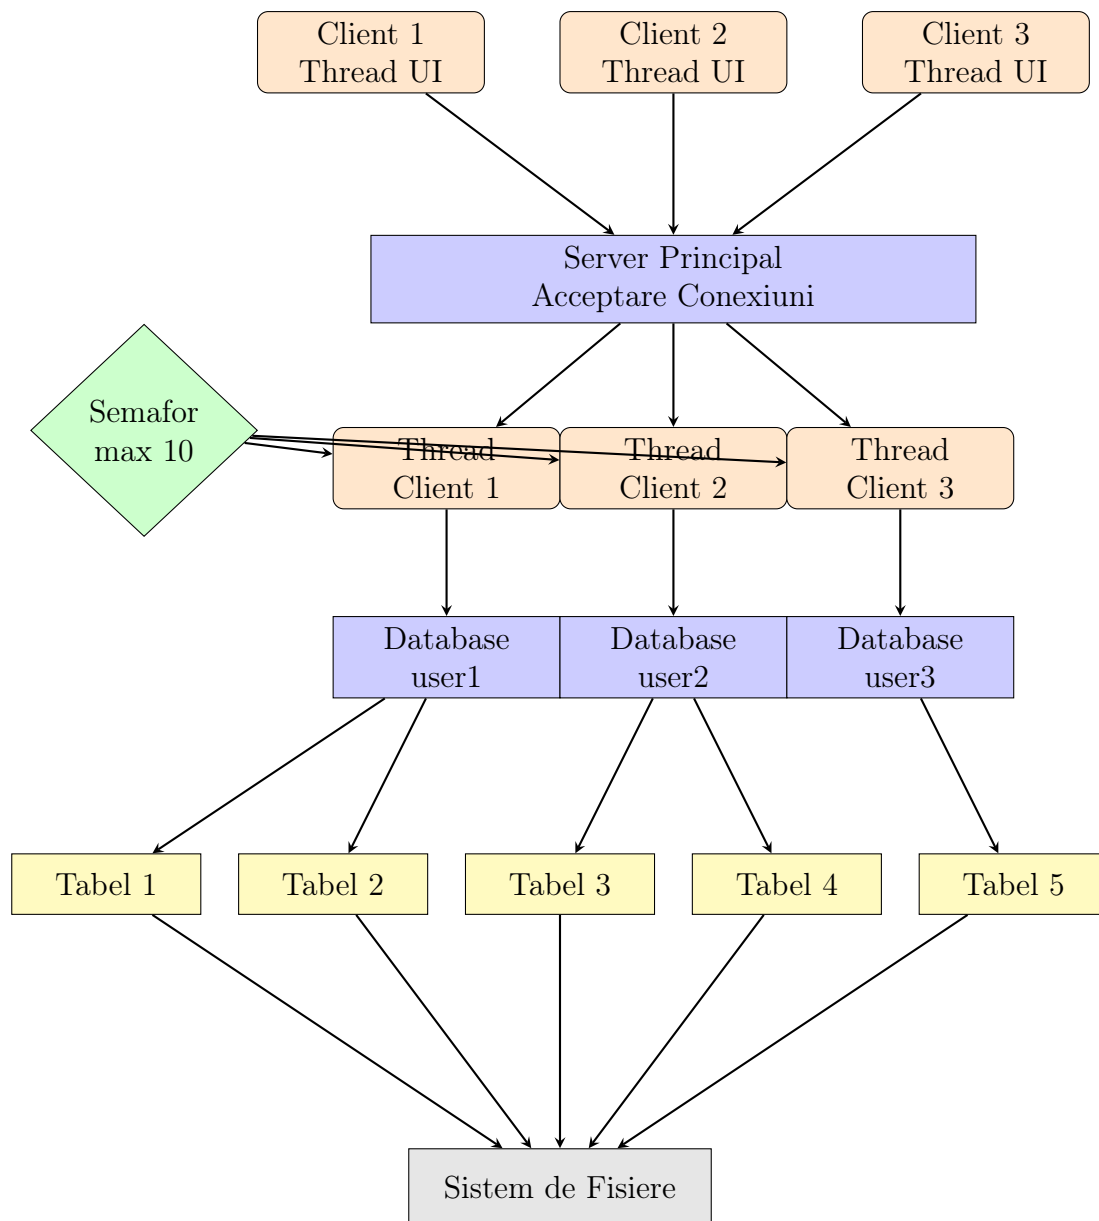 Client 1
Thread UI
Client 2
Thread UI
Client 3
Thread UI
Server Principal
Acceptare Conexiuni
Semafor
max 10
Thread
Client 1
Thread
Client 2
Thread
Client 3
Database
user1
Database
user2
Database
user3
Tabel 1
Tabel 2
Tabel 3
Tabel 4
Tabel 5
Sistem de Fisiere